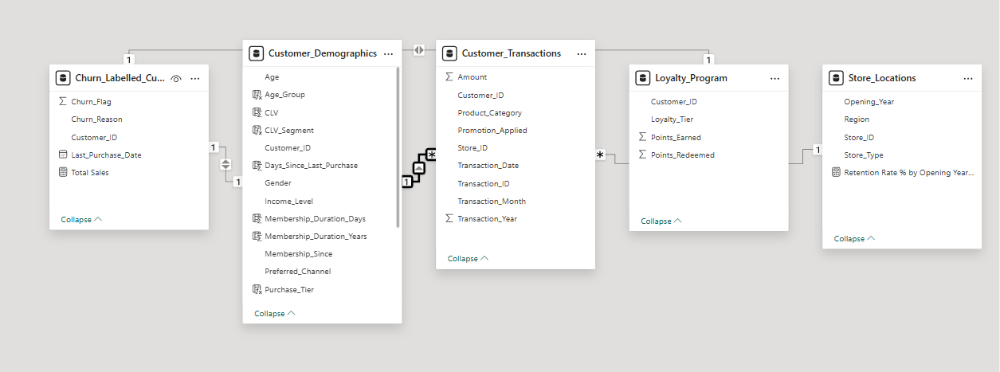 Churn_Labelled_Cu...
Churn_Flag
Churn_Reason
Customer_ID
Last_Purchase_Date
Total Sales
Collapse
Customer_Demographics
Age
Age_Group
CLV
CLV_Segment
Customer_ID
Days_Since_Last_Purchase
Gender
Income_Level
Membership_Duration_Days
Membership_Duration_Years
Membership_Since
Preferred_Channel
Purchase_Tier
Collapse
Customer_Transactions
Amount
Customer_ID
Product_Category
Promotion_Applied
Store_ID
Transaction_Date
Transaction_ID
Transaction_Month
Transaction_Year
Collapse
Loyalty_Program
Customer_ID
Loyalty_Tier
Points_Earned
Points_Redeemed
Collapse
Store_Locations
Opening_Year
Region
Store_ID
Store_Type
Retention Rate % by Opening Year...
Collapse
1
1
1
1
*
*
1
1